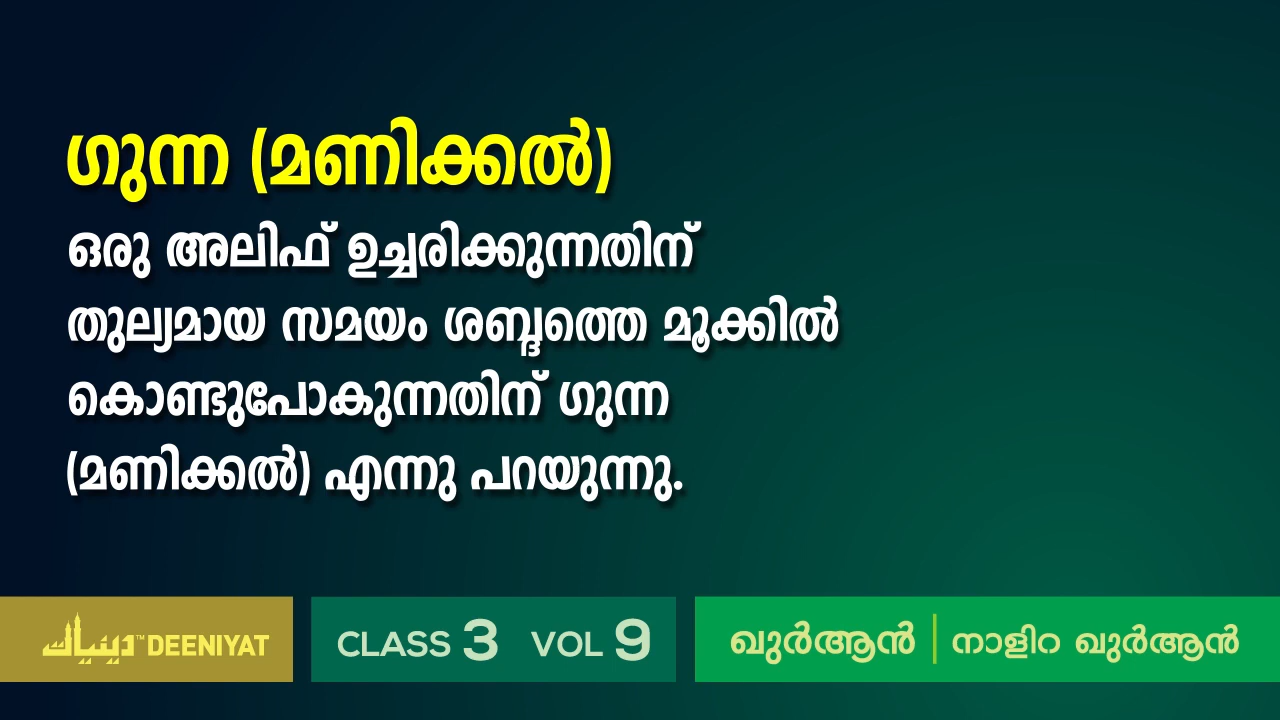 ഗുന്ന (മണിക്കൽ)
ഒരു അലിഫ് ഉച്ചരിക്കുന്നതിന്
തുല്യമായ സമയം ശബ്ദത്തെ മൂക്കിൽ
കൊണ്ടുപോകുന്നതിന് ഗുന്ന
(മണിക്കൽ) എന്നു പറയുന്നു.
دینیات™ DEENIYAT
CLASS 3 VOL 9
ഖുർആൻ | നാളിറ ഖുർആൻ